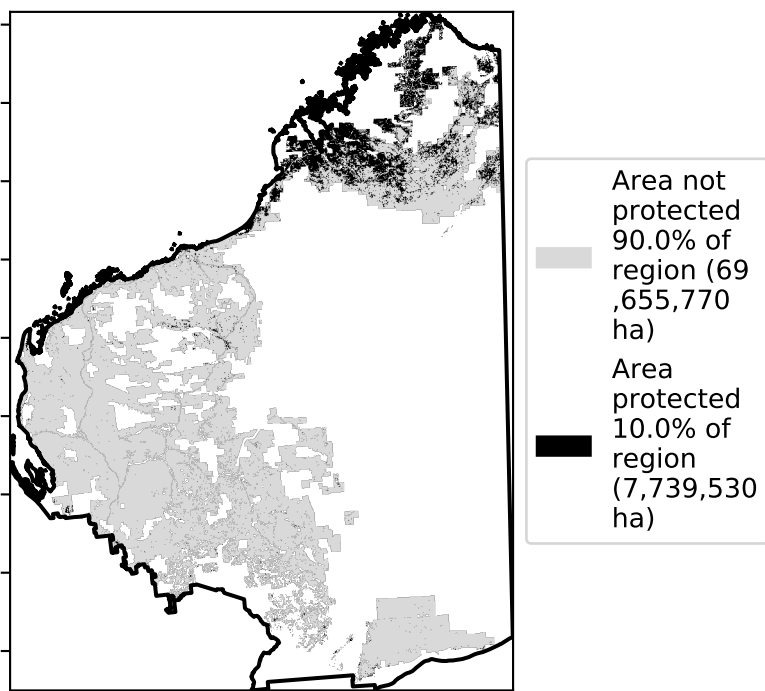 Area not
protected
90.0% of
region (69
,655,770
ha)
Area
protected
10.0% of
region
(7,739,530
ha)